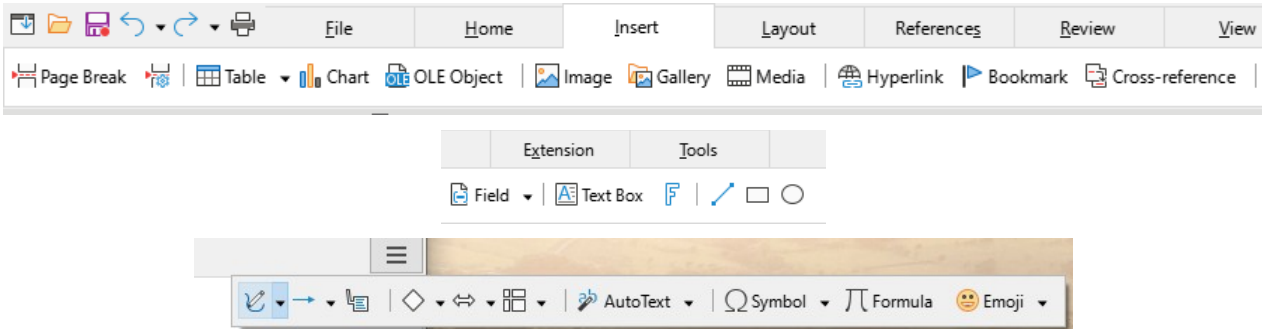 File Home Insert Layout References Review View
Page Break Table Chart OLE OLE Object Image Gallery Media Hyperlink Bookmark Cross-reference
Extension Tools
Field Text Box
AutoText Symbol Formula Emoji